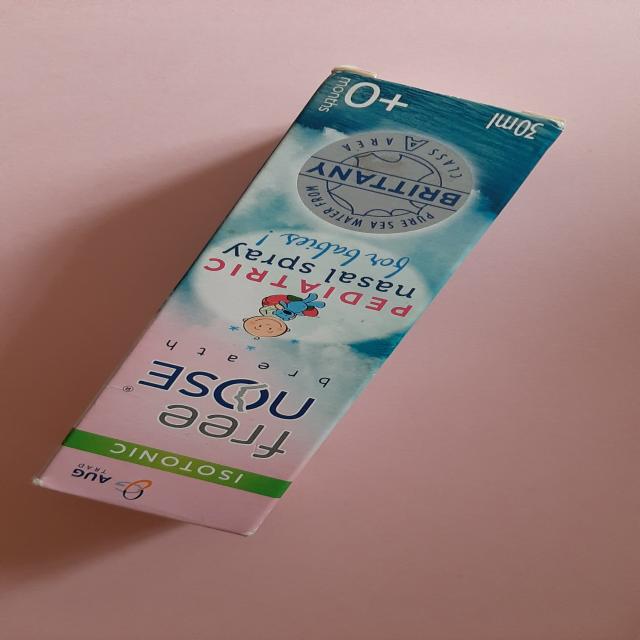 AUG
TRAD
ISOTONIC
free
nOSE®
breath
PEDIATRIC
nasal spray
for babies!
PURE SEA WATER FROM
BRITTANY
CLASS A AREA
+0
months
30ml